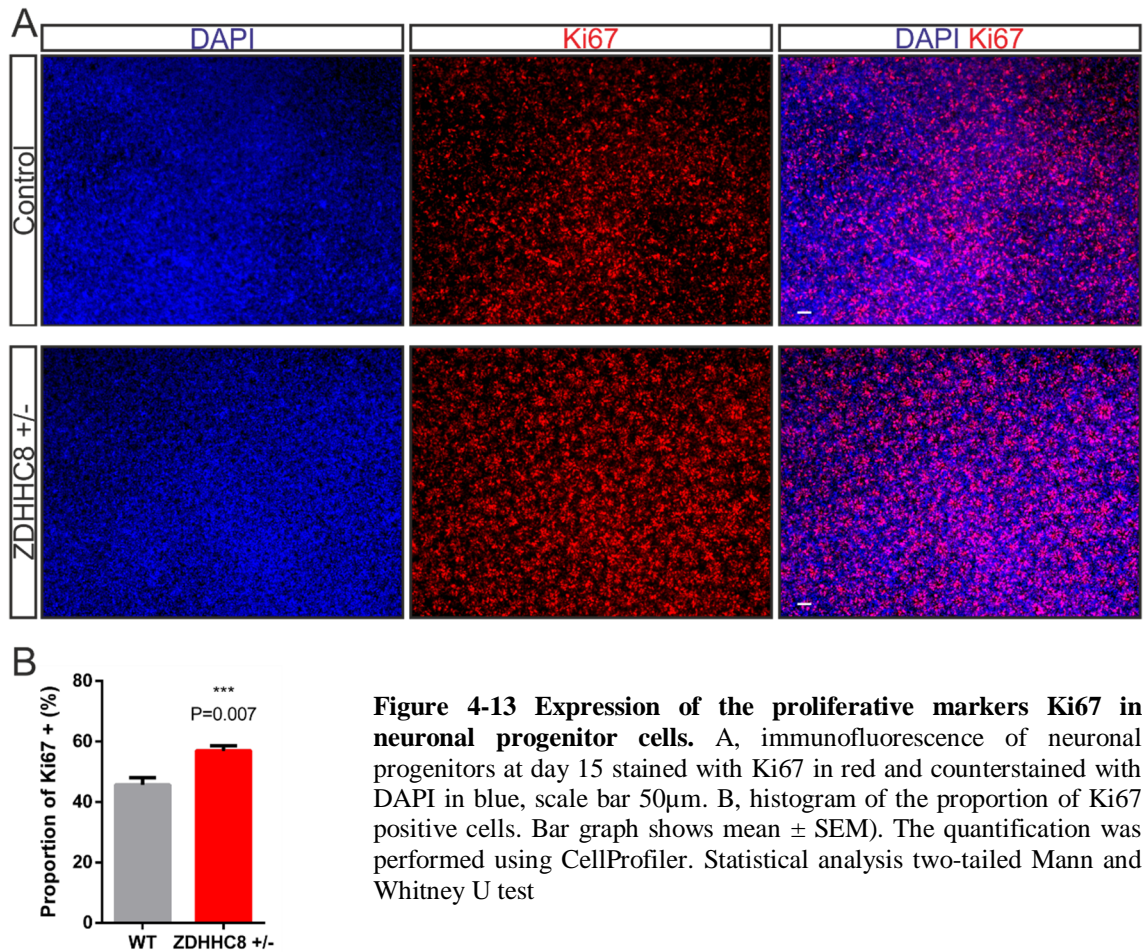 A
DAPI
Ki67
DAPI Ki67
Control
ZDHHC8 +/-
B
Proportion of Ki67 + (%)
80
60
40
20
0
***
P=0.007
WT
ZDHHC8 +/-
Figure 4-13 Expression of the proliferative markers Ki67 in
neuronal progenitor cells. A, immunofluorescence of neuronal
progenitors at day 15 stained with Ki67 in red and counterstained with
DAPI in blue, scale bar 50µm. B, histogram of the proportion of Ki67
positive cells. Bar graph shows mean ± SEM). The quantification was
performed using CellProfiler. Statistical analysis two-tailed Mann and
Whitney U test